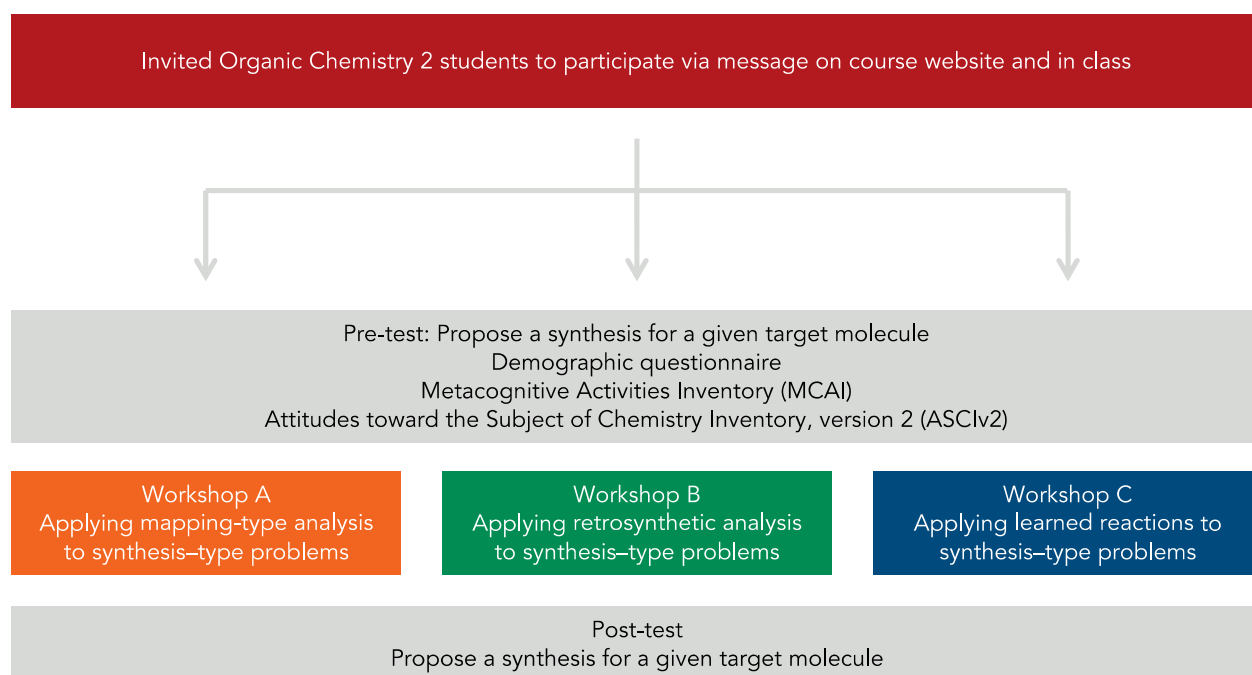 Invited Organic Chemistry 2 students to participate via message on course website and in class
Pre-test: Propose a synthesis for a given target molecule
Demographic questionnaire
Metacognitive Activities Inventory (MCAI)
Attitudes toward the Subject of Chemistry Inventory, version 2 (ASCIv2)
Workshop A
Applying mapping-type analysis
to synthesis–type problems
Workshop B
Applying retrosynthetic analysis
to synthesis–type problems
Workshop C
Applying learned reactions to
synthesis–type problems
Post-test
Propose a synthesis for a given target molecule